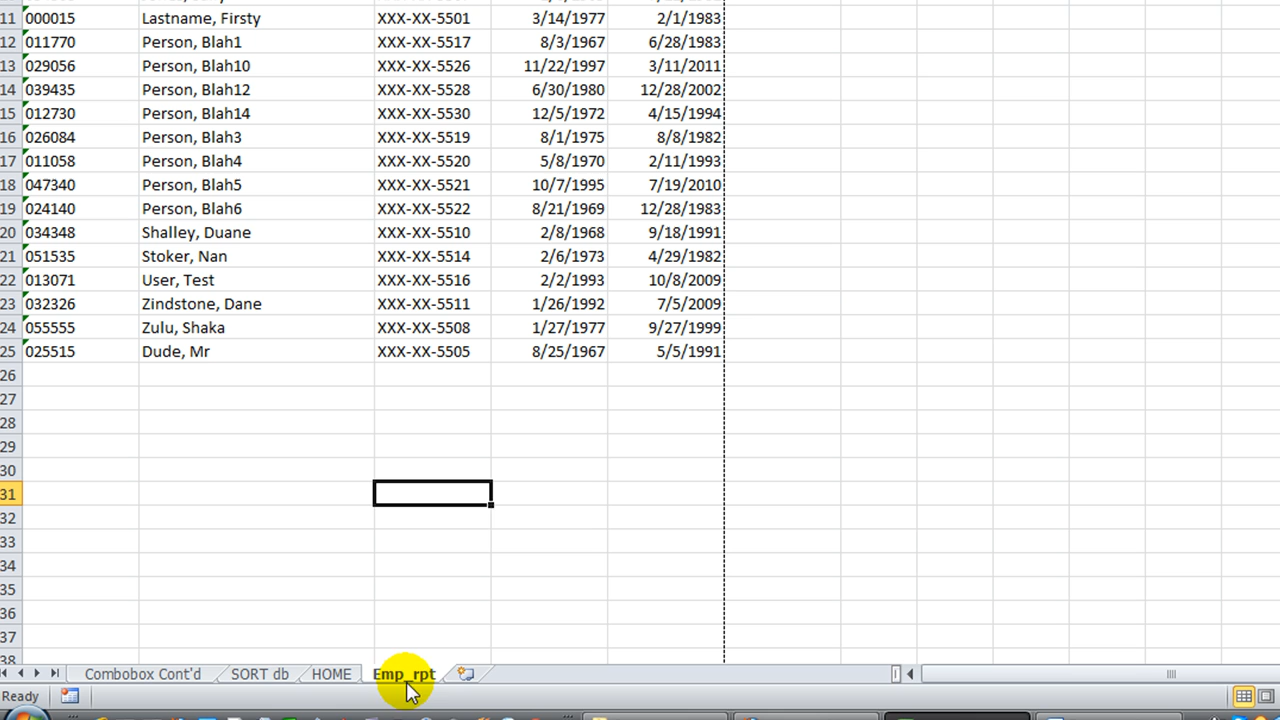 11 000015 Lastname, Firsty XXX-XX-5501 3/14/1977 2/1/1983
12 011770 Person, Blah1 XXX-XX-5517 8/3/1967 6/28/1983
13 029056 Person, Blah10 XXX-XX-5526 11/22/1997 3/11/2011
14 039435 Person, Blah12 XXX-XX-5528 6/30/1980 12/28/2002
15 012730 Person, Blah14 XXX-XX-5530 12/5/1972 4/15/1994
16 026084 Person, Blah3 XXX-XX-5519 8/1/1975 8/8/1982
17 011058 Person, Blah4 XXX-XX-5520 5/8/1970 2/11/1993
18 047340 Person, Blah5 XXX-XX-5521 10/7/1995 7/19/2010
19 024140 Person, Blah6 XXX-XX-5522 8/21/1969 12/28/1983
20 034348 Shalley, Duane XXX-XX-5510 2/8/1968 9/18/1991
21 051535 Stoker, Nan XXX-XX-5514 2/6/1973 4/29/1982
22 013071 User, Test XXX-XX-5516 2/2/1993 10/8/2009
23 032326 Zindstone, Dane XXX-XX-5511 1/26/1992 7/5/2009
24 055555 Zulu, Shaka XXX-XX-5508 1/27/1977 9/27/1999
25 025515 Dude, Mr XXX-XX-5505 8/25/1967 5/5/1991
26
27
28
29
30
31
32
33
34
35
36
37
38
Combobox Cont'd SORT db HOME Emp_rpt
Ready